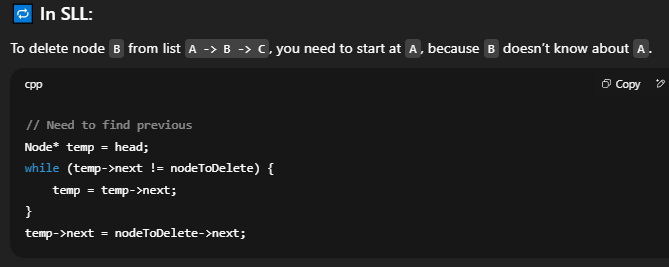 🔁 In SLL:
To delete node B from list A -> B -> C , you need to start at A , because B doesn’t know about A .
cpp
Copy
// Need to find previous
Node* temp = head;
while (temp->next != nodeToDelete) {
    temp = temp->next;
}
temp->next = nodeToDelete->next;